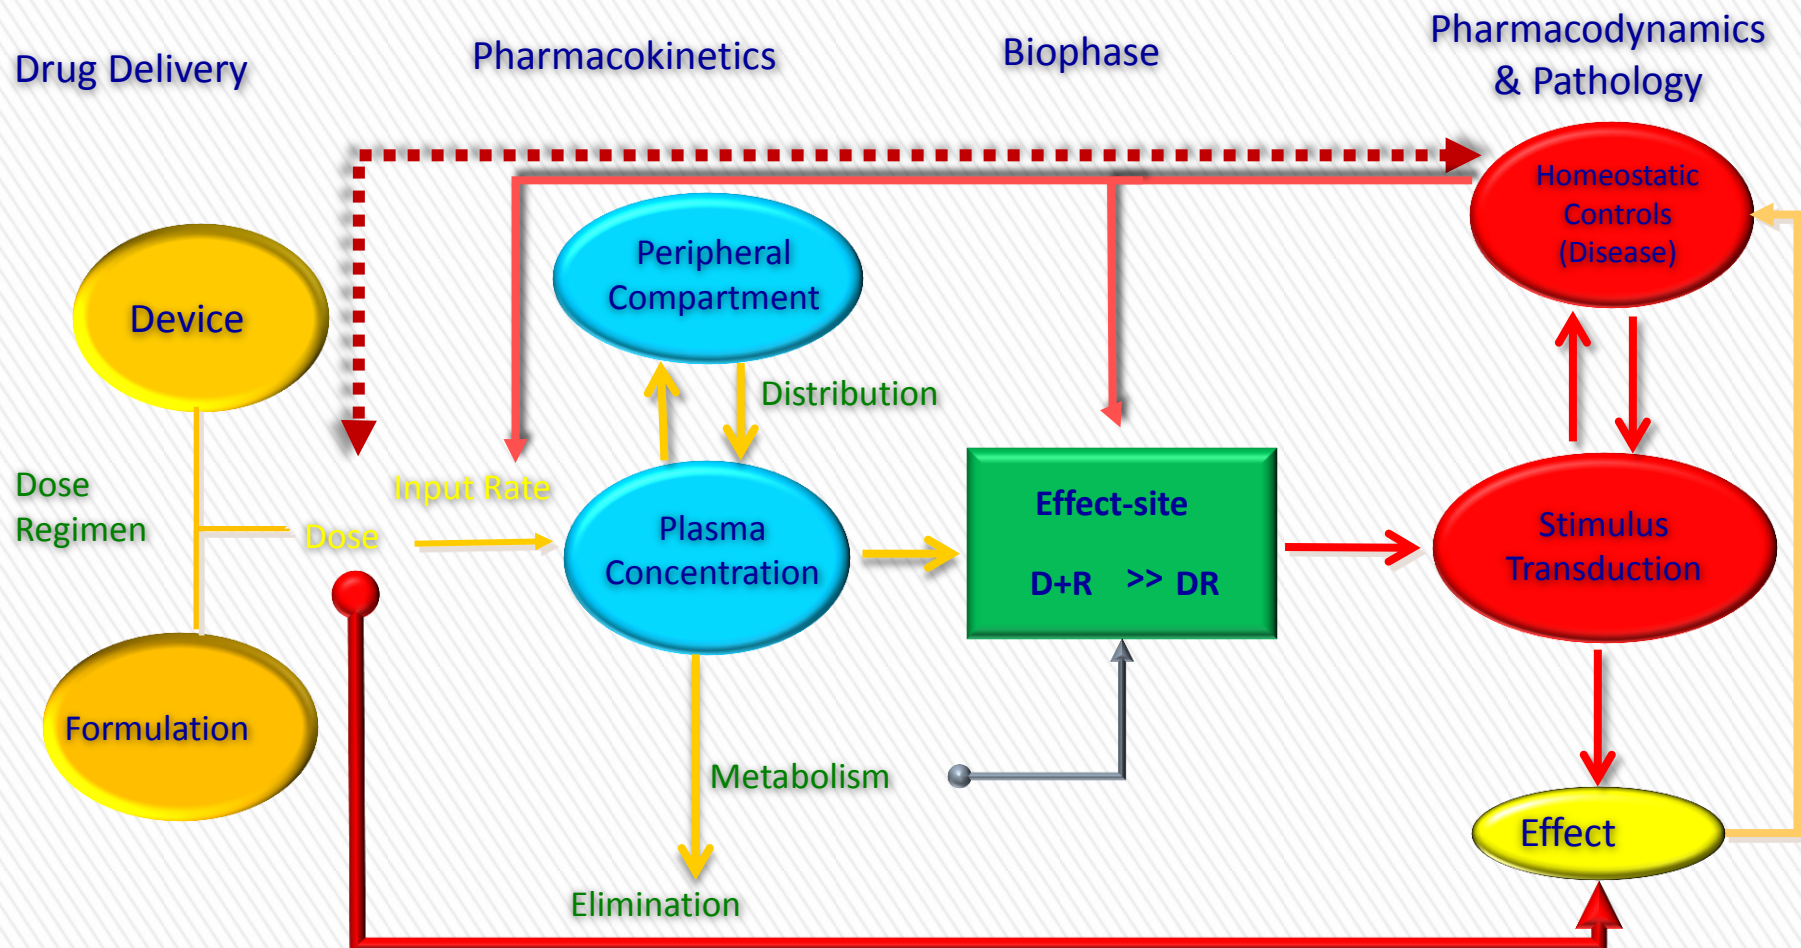 Drug Delivery
Pharmacokinetics
Biophase
Pharmacodynamics
& Pathology
Homeostatic
Controls
(Disease)
Peripheral
Compartment
Device
Distribution
Dose
Regimen
Input Rate
Dose
Plasma
Concentration
Effect-site
D+R >> DR
Stimulus
Transduction
Formulation
Metabolism
Effect
Elimination